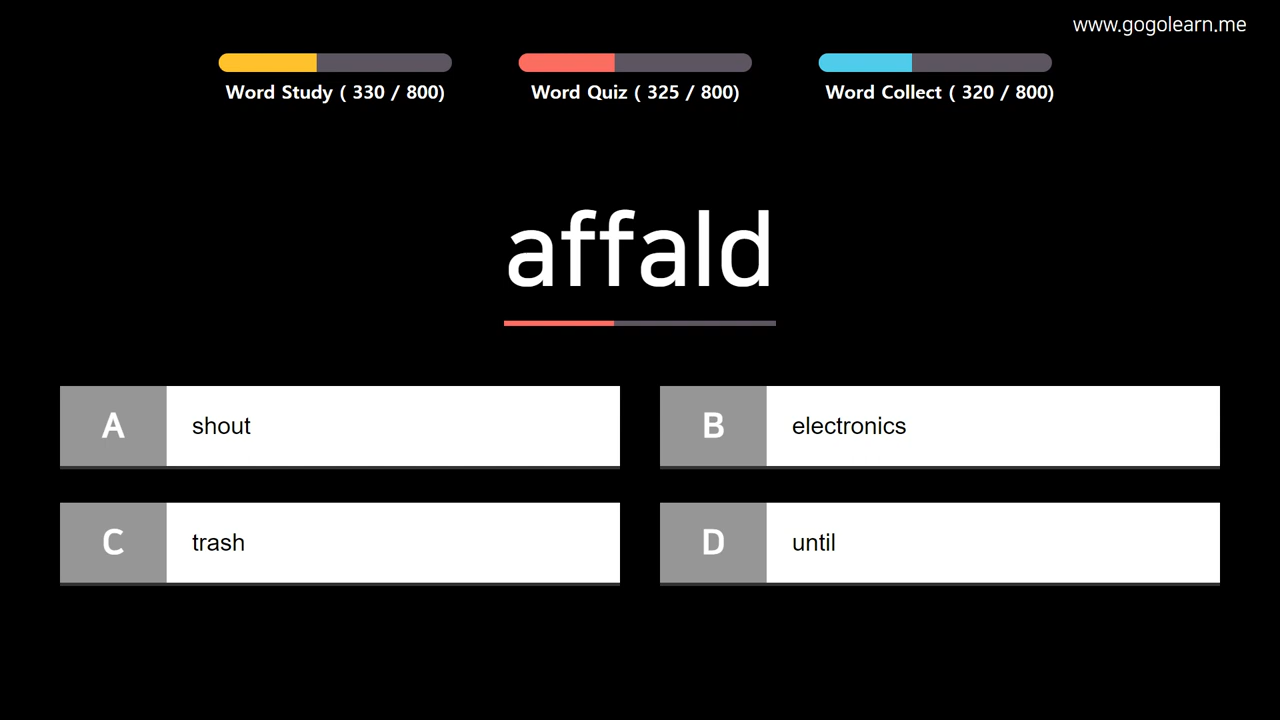 www.gogolearn.me
Word Study ( 330 / 800)
Word Quiz ( 325 / 800)
Word Collect ( 320 / 800)
affald
A shout
B electronics
C trash
D until